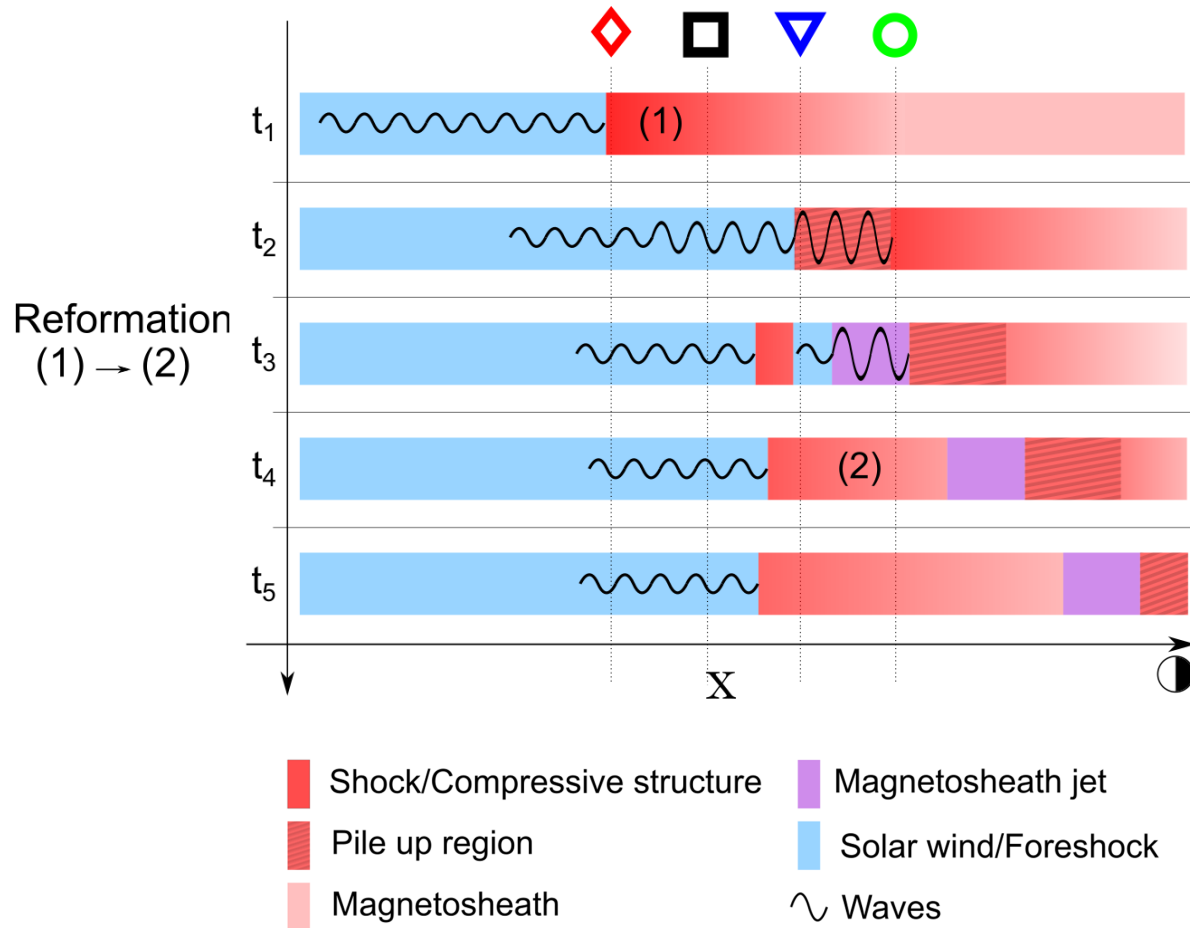 t1
(1)
t2
Reformation
(1) → (2)
t3
t4
(2)
t5
X
Shock/Compressive structure
Magnetosheath jet
Pile up region
Solar wind/Foreshock
Magnetosheath
Waves